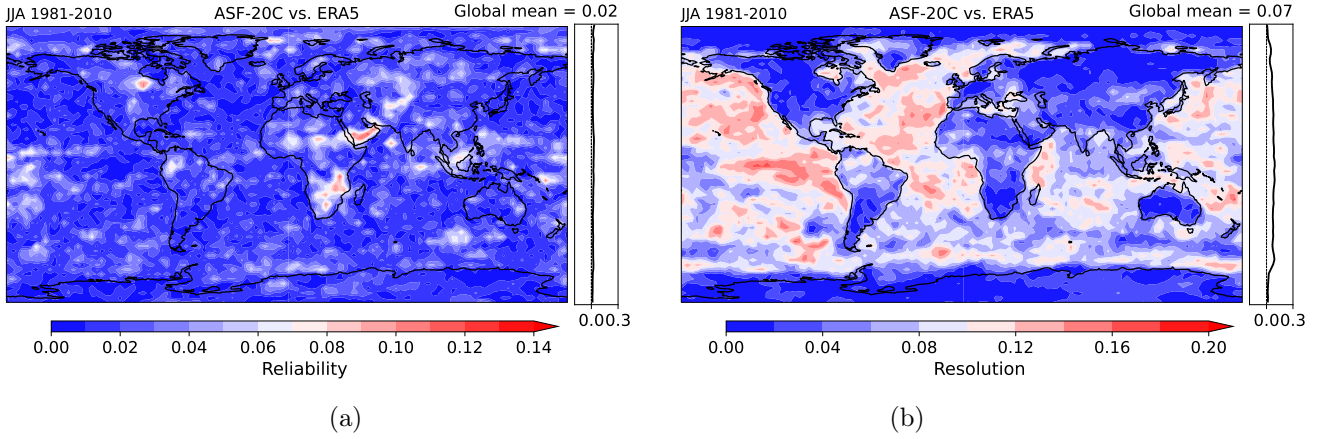 JJA 1981-2010 ASF-20C vs. ERA5 Global mean = 0.02
0.00.3
0.00 0.02 0.04 0.06 0.08 0.10 0.12 0.14
Reliability
(a)
JJA 1981-2010 ASF-20C vs. ERA5 Global mean = 0.07
0.00.3
0.00 0.04 0.08 0.12 0.16 0.20
Resolution
(b)